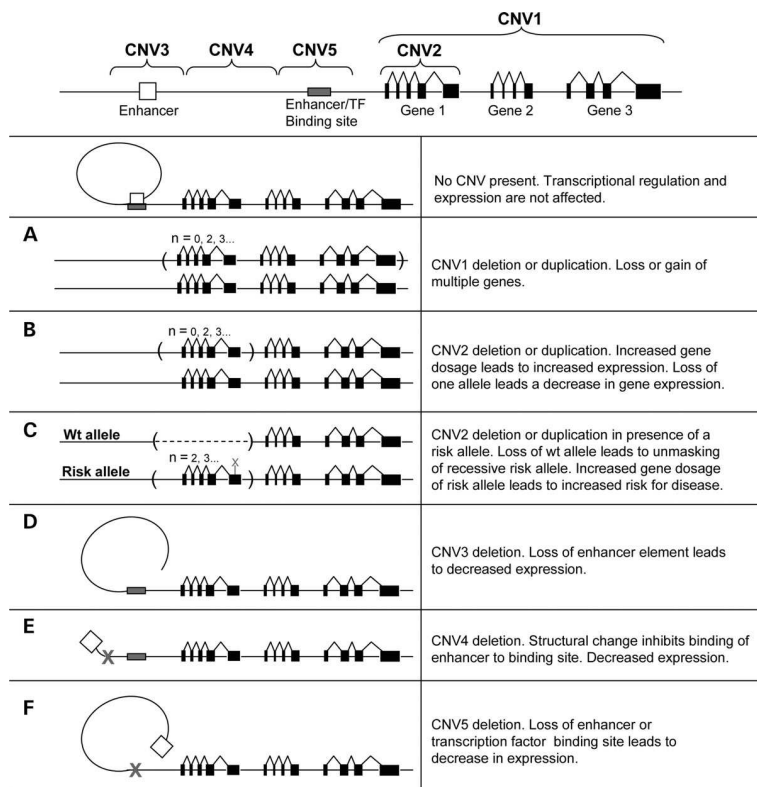 CNV1
CNV3 CNV4 CNV5 CNV2
Enhancer
Enhancer/TF
Binding site
Gene 1 Gene 2 Gene 3
No CNV present. Transcriptional regulation and
expression are not affected.
A
n = 0, 2, 3...
CNV1 deletion or duplication. Loss or gain of
multiple genes.
B
n = 0, 2, 3...
CNV2 deletion or duplication. Increased gene
dosage leads to increased expression. Loss of
one allele leads a decrease in gene expression.
C
Wt allele
n = 2, 3...
X
Risk allele
CNV2 deletion or duplication in presence of a
risk allele. Loss of wt allele leads to unmasking
of recessive risk allele. Increased gene dosage
of risk allele leads to increased risk for disease.
D
CNV3 deletion. Loss of enhancer element leads
to decreased expression.
E
X
CNV4 deletion. Structural change inhibits binding of
enhancer to binding site. Decreased expression.
F
X
CNV5 deletion. Loss of enhancer or
transcription factor binding site leads to
decrease in expression.